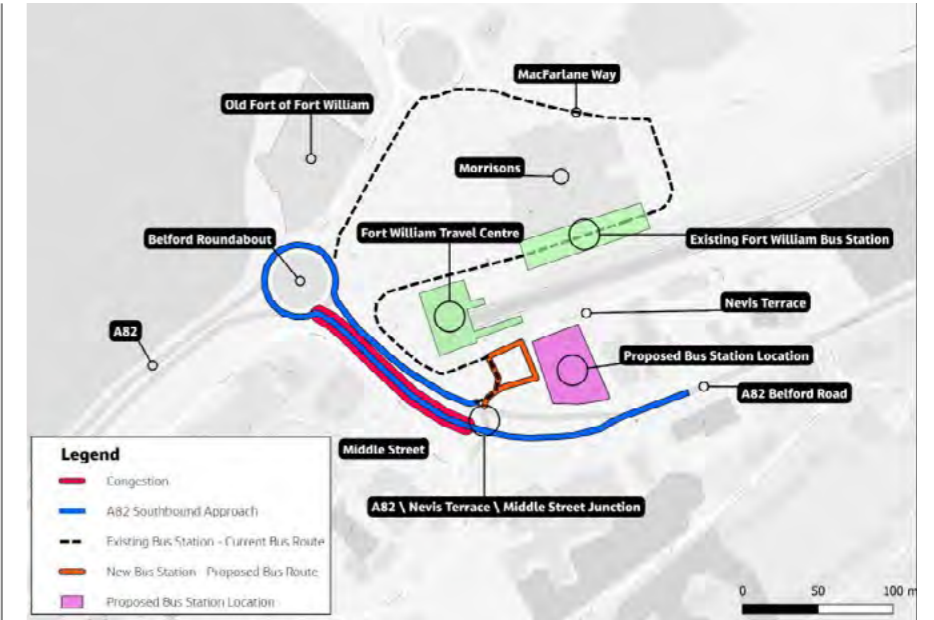 MacFarlane Way
Old Fort of Fort William
Morrisons
Belford Roundabout
Fort William Travel Centre
Existing Fort William Bus Station
Nevis Terrace
A82
Proposed Bus Station Location
A82 Belford Road
Middle Street
A82 \ Nevis Terrace \ Middle Street Junction
Legend
Congestion
A82 Southbound Approach
Existing Bus Station - Current Bus Route
New Bus Station - Proposed Bus Route
Proposed Bus Station Location
0 50 100 m